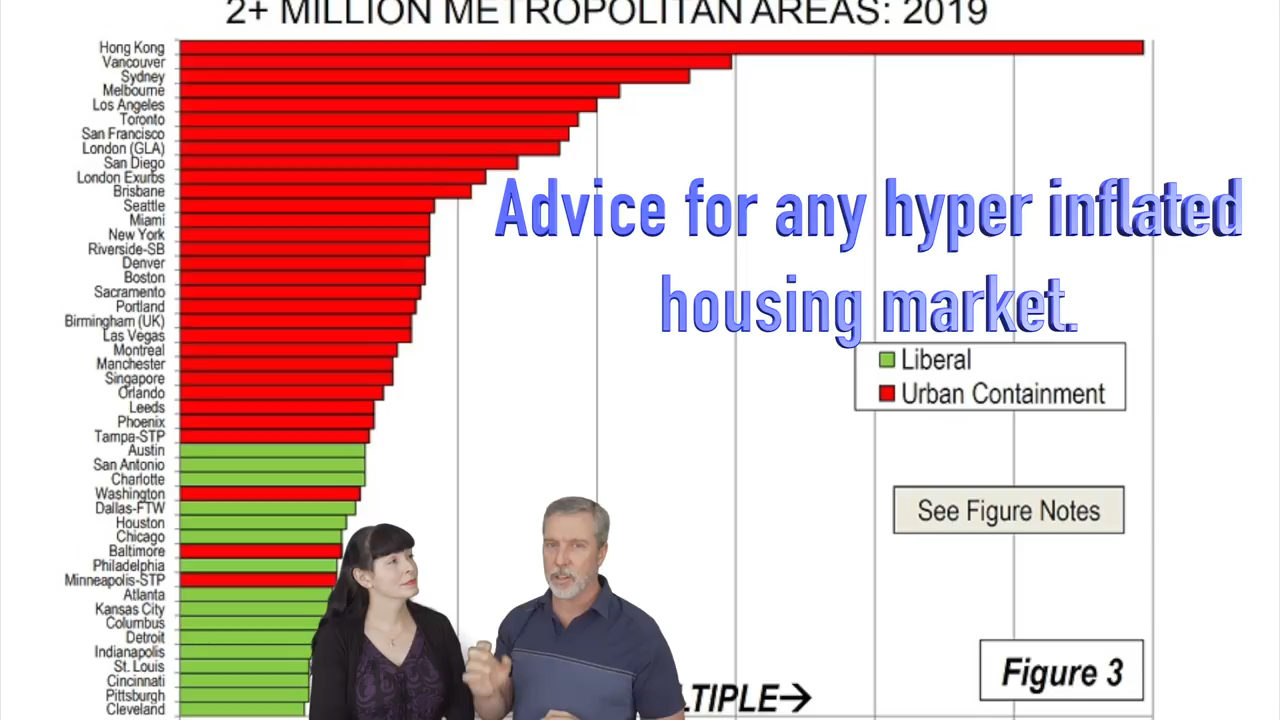 2+ MILLION METROPOLITAN AREAS: 2019
Hong Kong
Vancouver
Sydney
Melbourne
Los Angeles
Toronto
San Francisco
London (GLA)
San Diego
London Exurbs
Brisbane
Seattle
Miami
New York
Riverside-SB
Denver
Boston
Sacramento
Portland
Birmingham (UK)
Las Vegas
Montreal
Manchester
Singapore
Orlando
Leeds
Phoenix
Tampa-STP
Austin
San Antonio
Charlotte
Washington
Dallas-FTW
Houston
Chicago
Baltimore
Philadelphia
Minneapolis-STP
Atlanta
Kansas City
Columbus
Detroit
Indianapolis
St. Louis
Cincinnati
Pittsburgh
Cleveland
Advice for any hyper inflated
housing market.
Liberal
Urban Containment
See Figure Notes
Figure 3
LTIPLE→